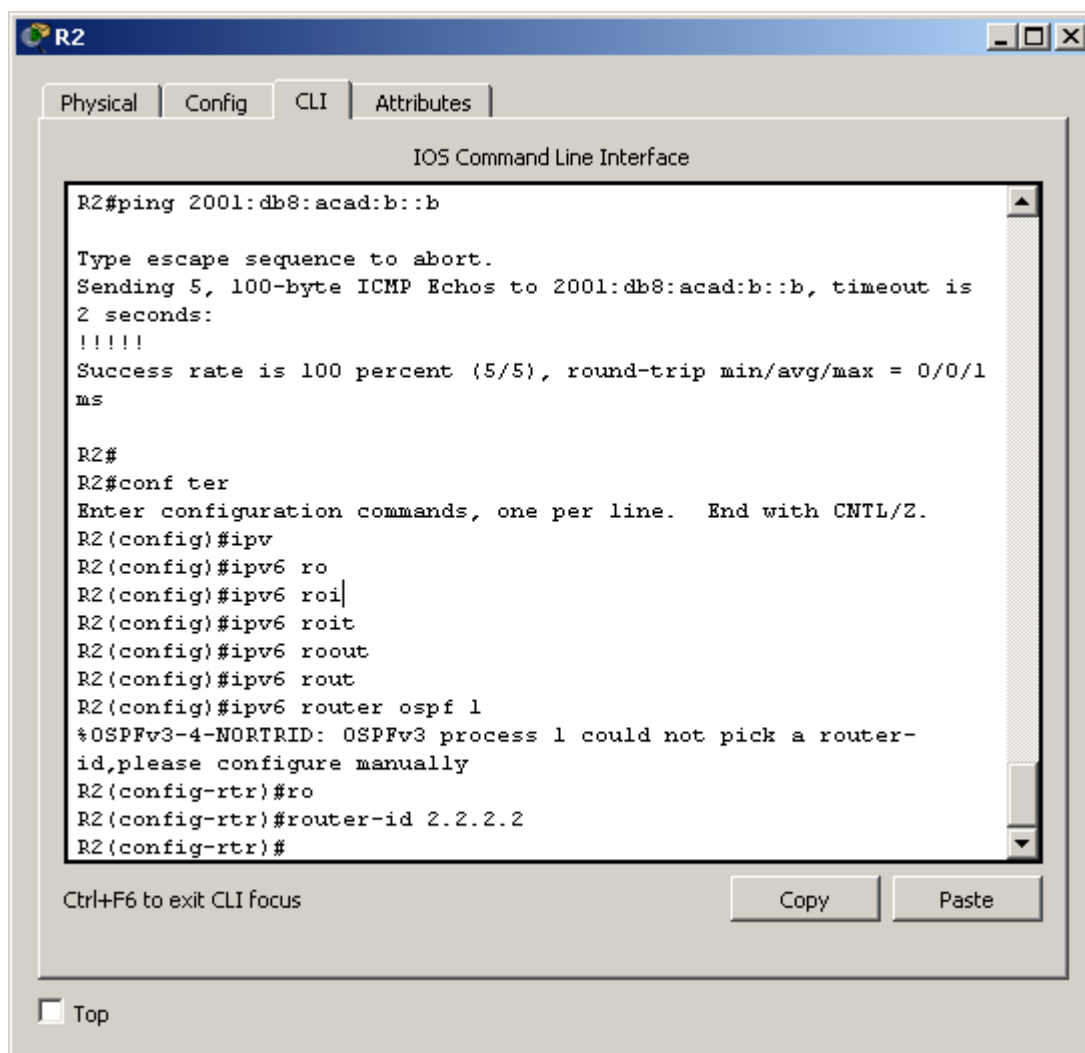 R2
Physical
Config
CLI
Attributes
IOS Command Line Interface
R2#ping 2001:db8:acad:b::b
Type escape sequence to abort.
Sending 5, 100-byte ICMP Echos to 2001:db8:acad:b::b, timeout is
2 seconds:
!!!!!
Success rate is 100 percent (5/5), round-trip min/avg/max = 0/0/1
ms
R2#
R2#conf ter
Enter configuration commands, one per line.  End with CNTL/Z.
R2(config)#ipv
R2(config)#ipv6 ro
R2(config)#ipv6 roi
R2(config)#ipv6 roit
R2(config)#ipv6 roout
R2(config)#ipv6 rout
R2(config)#ipv6 router ospf 1
%OSPFv3-4-NORTRID: OSPFv3 process 1 could not pick a router-
id,please configure manually
R2(config-rtr)#ro
R2(config-rtr)#router-id 2.2.2.2
R2(config-rtr)#
Ctrl+F6 to exit CLI focus
Copy
Paste
Top